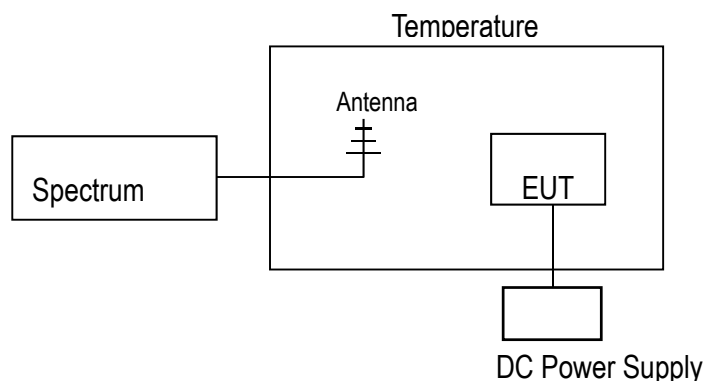 Temperature
Antenna
Spectrum
EUT
DC Power Supply